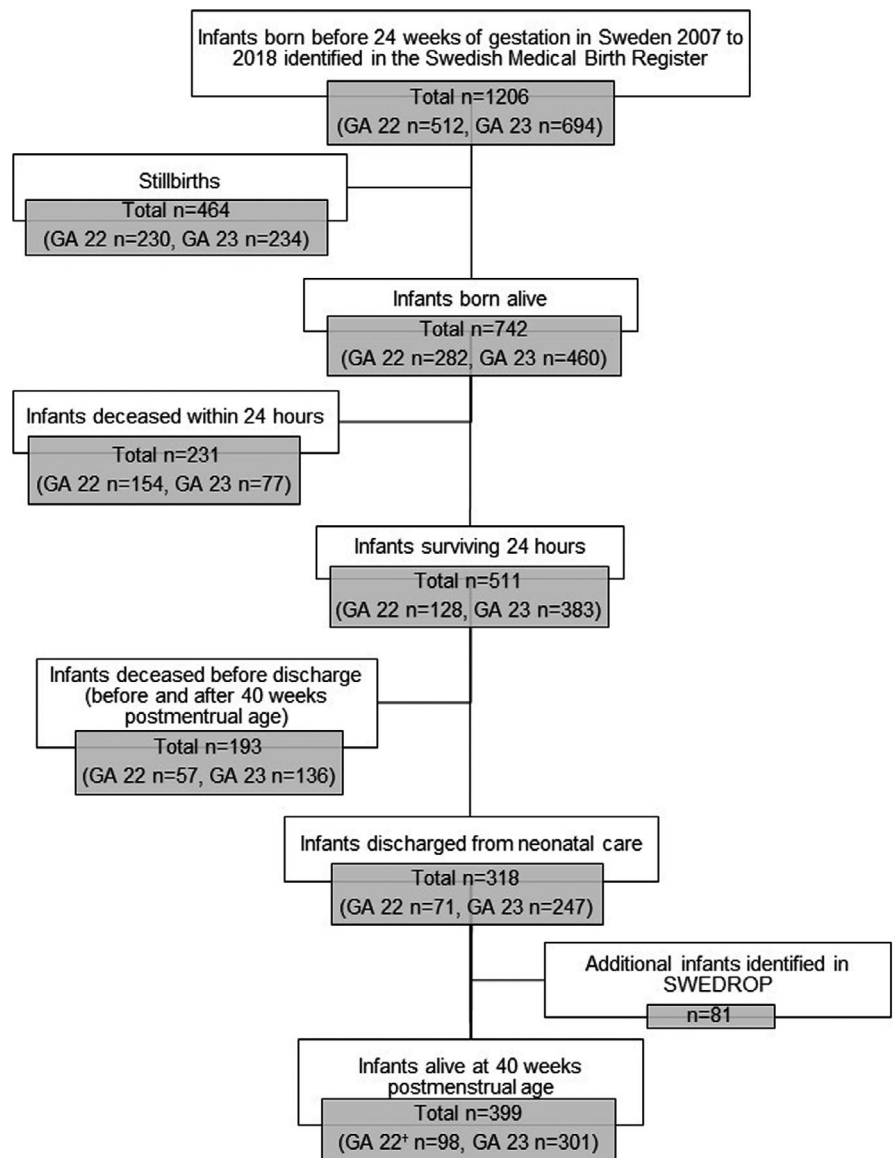 Infants born before 24 weeks of gestation in Sweden 2007 to
2018 identified in the Swedish Medical Birth Register
Total n=1206
(GA 22 n=512, GA 23 n=694)
Stillbirths
Total n=464
(GA 22 n=230, GA 23 n=234)
Infants born alive
Total n=742
(GA 22 n=282, GA 23 n=460)
Infants deceased within 24 hours
Total n=231
(GA 22 n=154, GA 23 n=77)
Infants surviving 24 hours
Total n=511
(GA 22 n=128, GA 23 n=383)
Infants deceased before discharge
(before and after 40 weeks
postmentrual age)
Total n=193
(GA 22 n=57, GA 23 n=136)
Infants discharged from neonatal care
Total n=318
(GA 22 n=71, GA 23 n=247)
Additional infants identified in
SWEDROP
n=81
Infants alive at 40 weeks
postmenstrual age
Total n=399
(GA 22† n=98, GA 23 n=301)